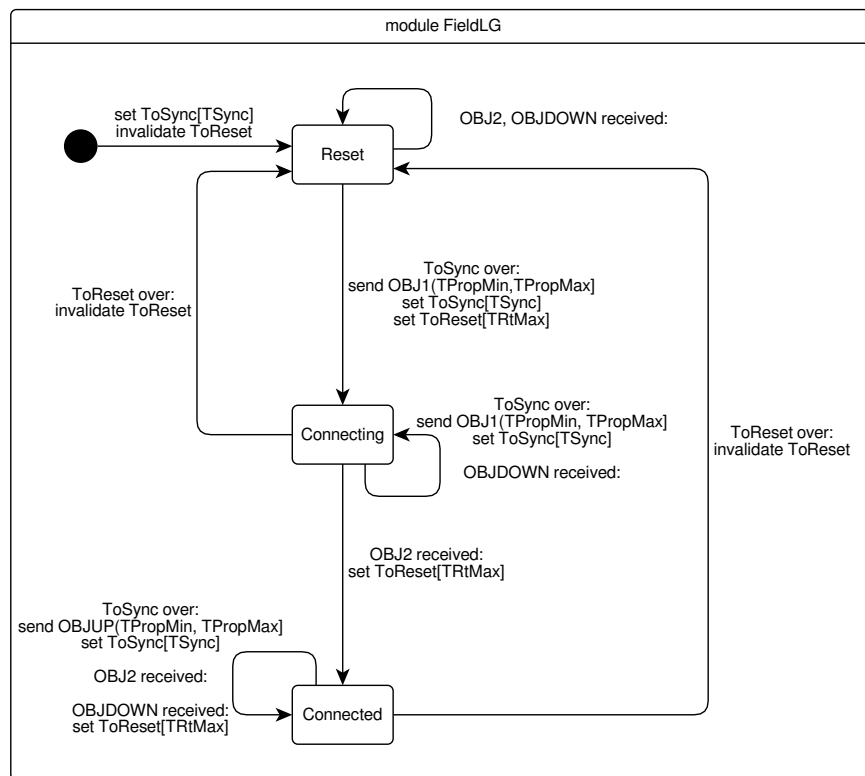 module FieldLG
set ToSync[TSync]
invalidate ToReset
OBJ2, OBJDOWN received:
Reset
ToSync over:
send OBJ1(TPropMin,TPropMax]
set ToSync[TSync]
set ToReset[TRtMax]
ToReset over:
invalidate ToReset
Connecting
ToSync over:
send OBJ1(TPropMin, TPropMax]
set ToSync[TSync]
OBJDOWN received:
ToReset over:
invalidate ToReset
OBJ2 received:
set ToReset[TRtMax]
ToSync over:
send OBJUP(TPropMin, TPropMax]
set ToSync[TSync]
OBJ2 received:
OBJDOWN received:
set ToReset[TRtMax]
Connected